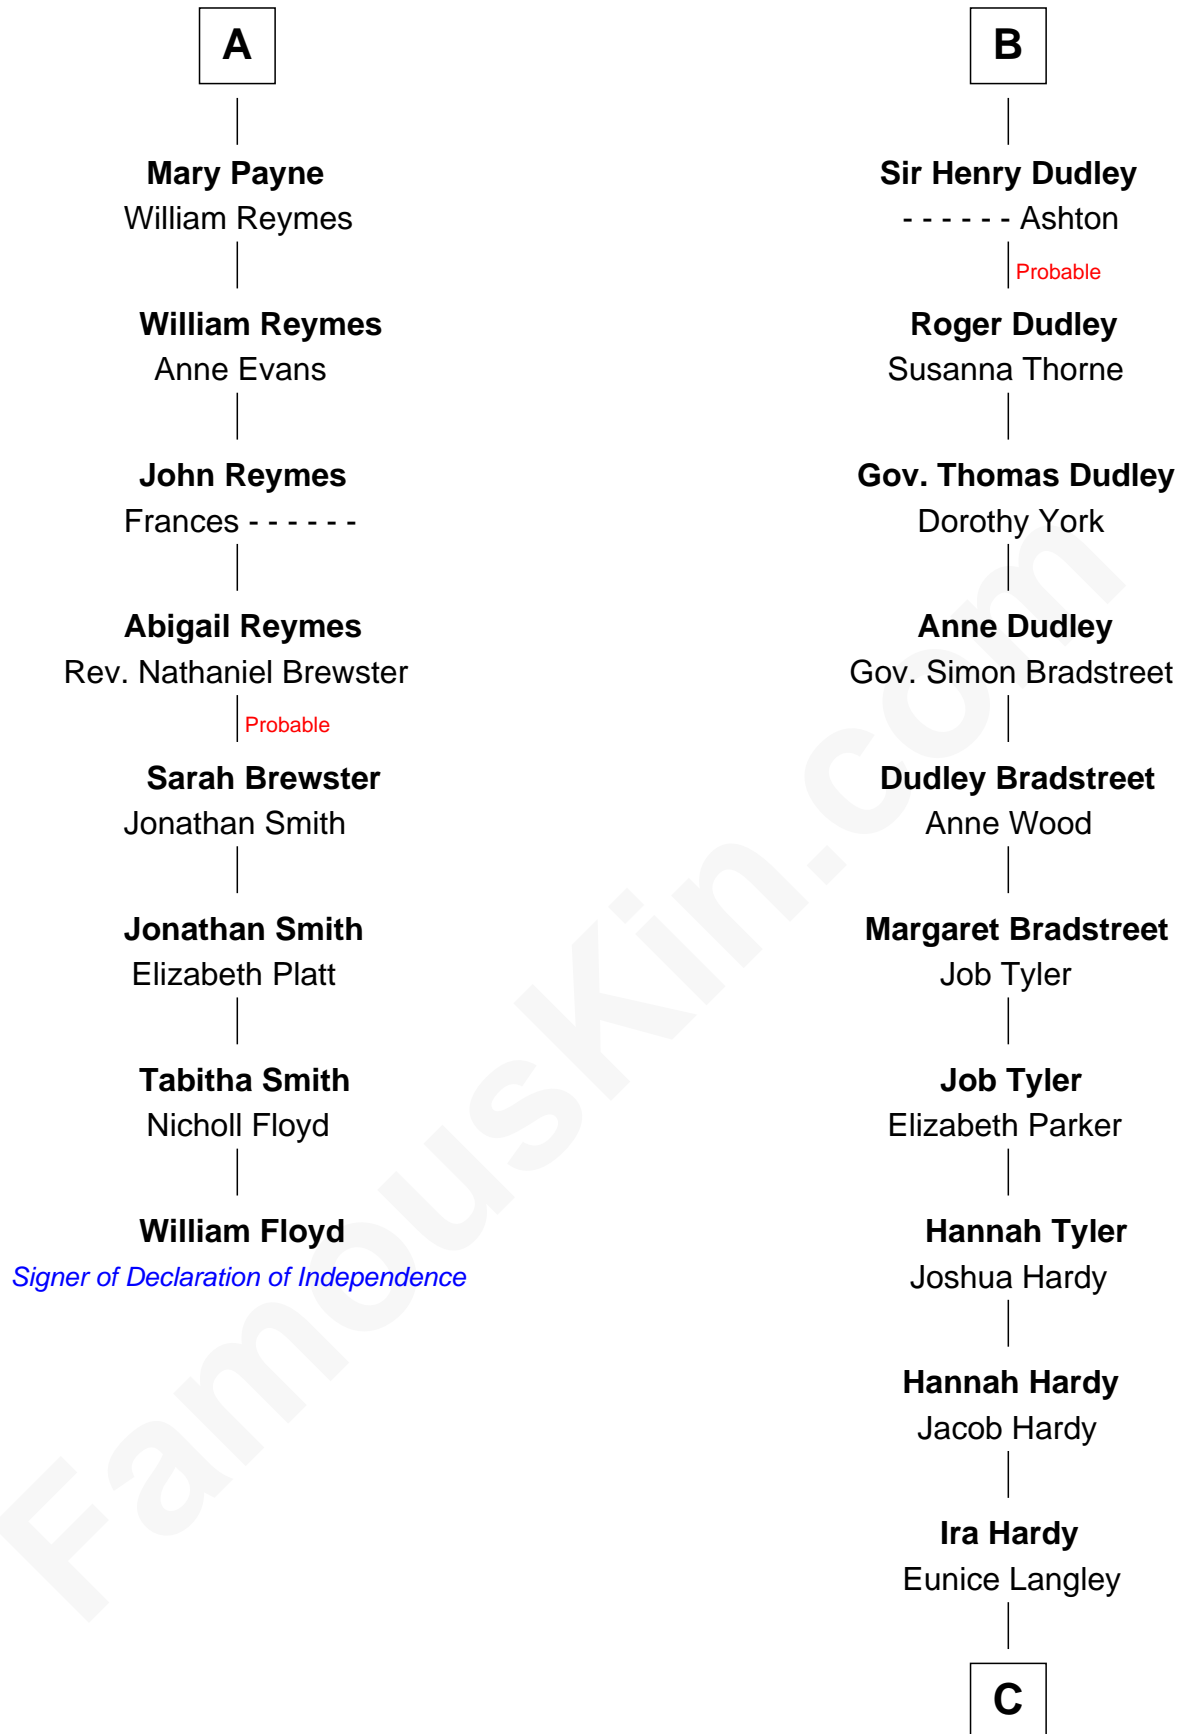 A
Mary Payne
William Reymes
William Reymes
Anne Evans
John Reymes
Frances - - - - - -
Abigail Reymes
Rev. Nathaniel Brewster
Probable
Sarah Brewster
Jonathan Smith
Jonathan Smith
Elizabeth Platt
Tabitha Smith
Nicholl Floyd
William Floyd
Signer of Declaration of Independence
B
Sir Henry Dudley
- - - - - - Ashton
Probable
Roger Dudley
Susanna Thorne
Gov. Thomas Dudley
Dorothy York
Anne Dudley
Gov. Simon Bradstreet
Dudley Bradstreet
Anne Wood
Margaret Bradstreet
Job Tyler
Job Tyler
Elizabeth Parker
Hannah Tyler
Joshua Hardy
Hannah Hardy
Jacob Hardy
Ira Hardy
Eunice Langley
C
FamousKin.com